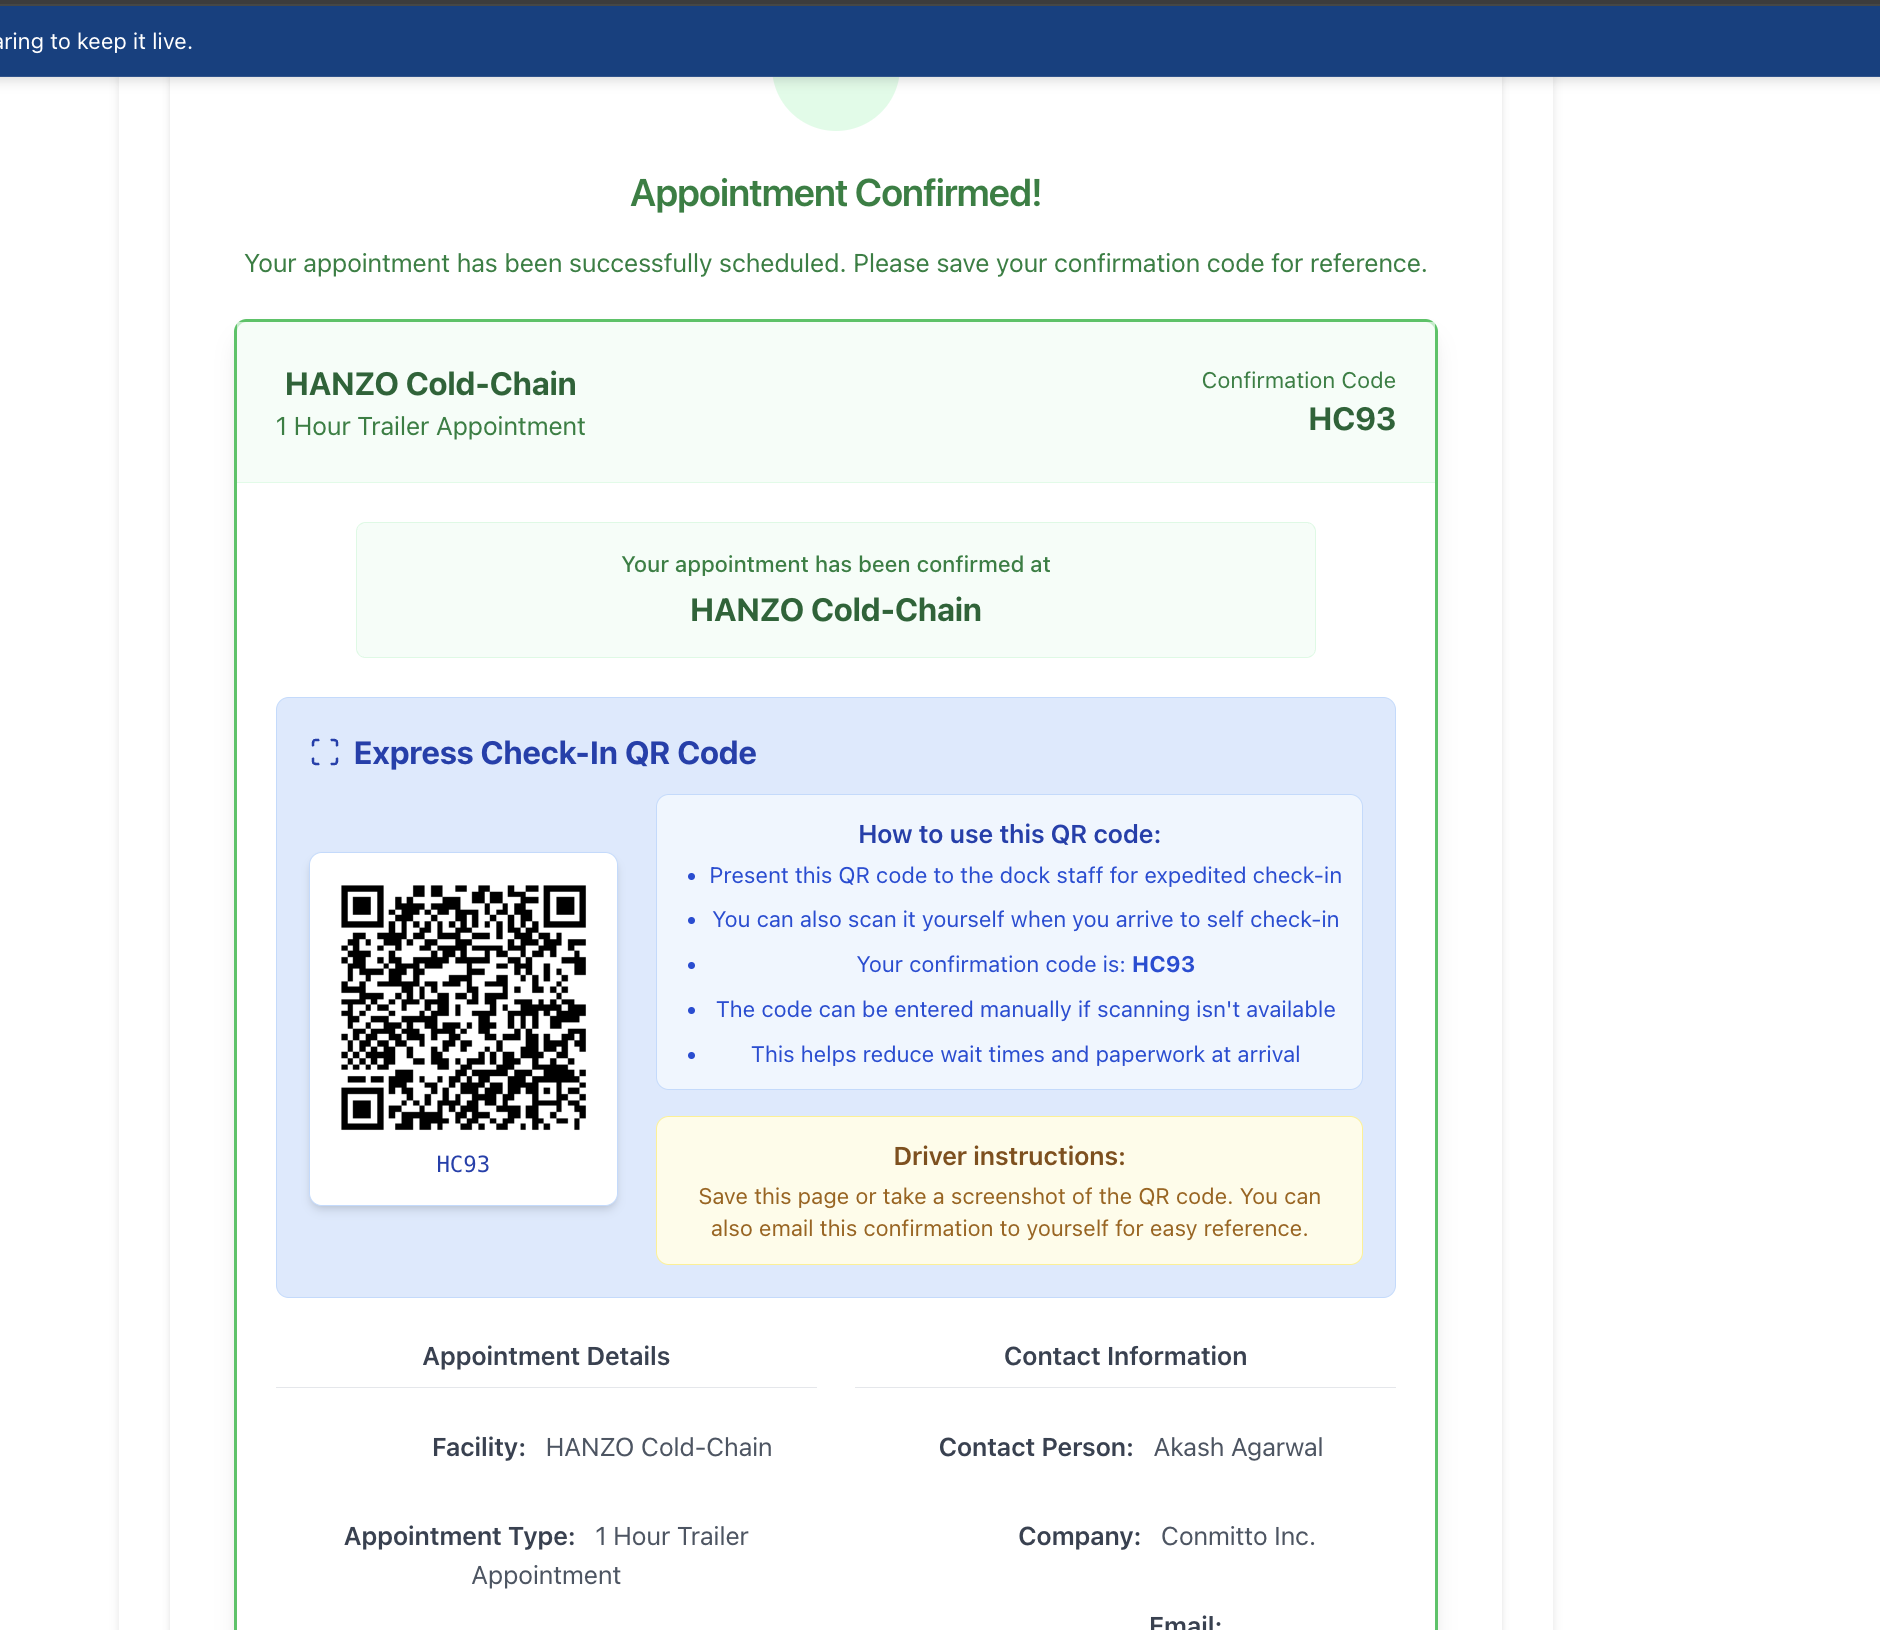 aring to keep it live.
Appointment Confirmed!
Your appointment has been successfully scheduled. Please save your confirmation code for reference.
HANZO Cold-Chain
1 Hour Trailer Appointment
Confirmation Code
HC93
Your appointment has been confirmed at
HANZO Cold-Chain
Express Check-In QR Code
HC93
How to use this QR code:
• Present this QR code to the dock staff for expedited check-in
• You can also scan it yourself when you arrive to self check-in
• Your confirmation code is: HC93
• The code can be entered manually if scanning isn't available
• This helps reduce wait times and paperwork at arrival
Driver instructions:
Save this page or take a screenshot of the QR code. You can
also email this confirmation to yourself for easy reference.
Appointment Details
Facility: HANZO Cold-Chain
Appointment Type: 1 Hour Trailer
Appointment
Contact Information
Contact Person: Akash Agarwal
Company: Conmitto Inc.
Email: